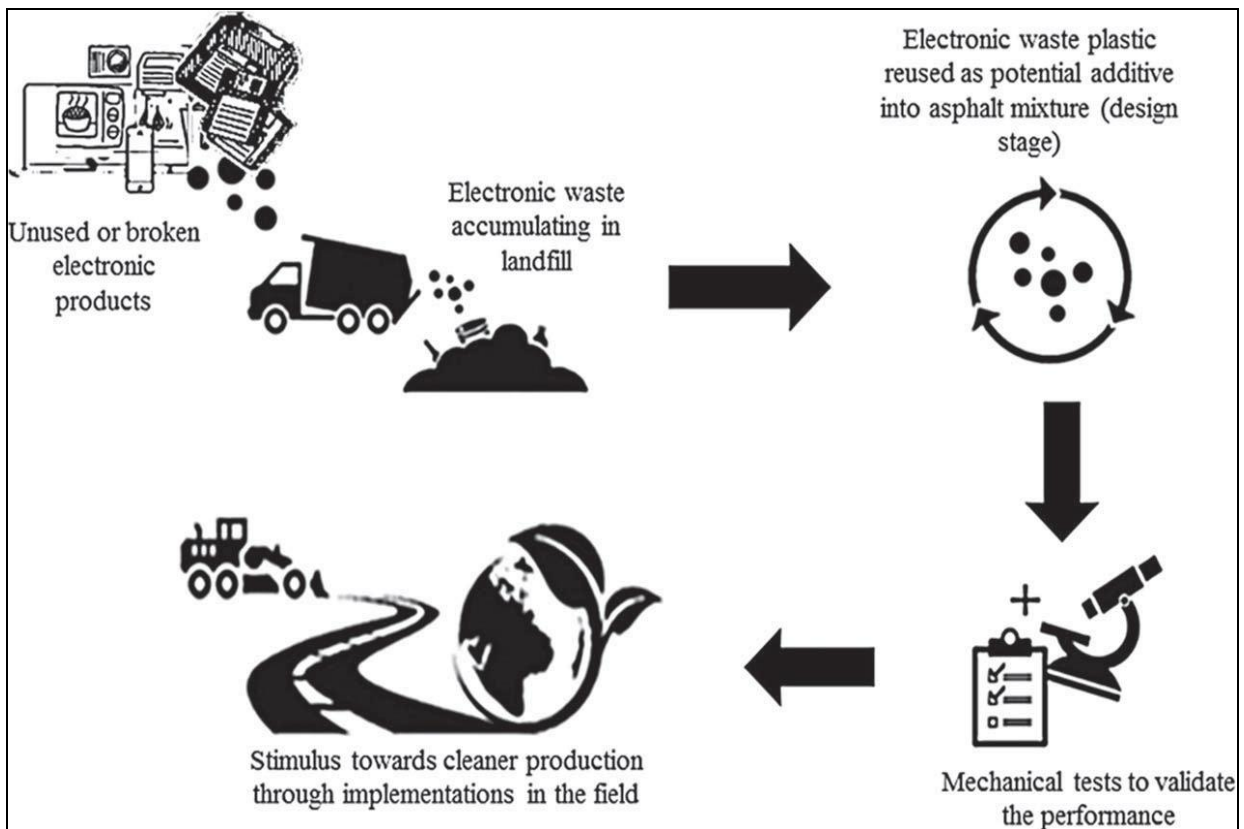 Unused or broken
electronic
products
Electronic waste
accumulating in
landfill
Electronic waste plastic
reused as potential additive
into asphalt mixture (design
stage)
Mechanical tests to validate
the performance
Stimulus towards cleaner production
through implementations in the field